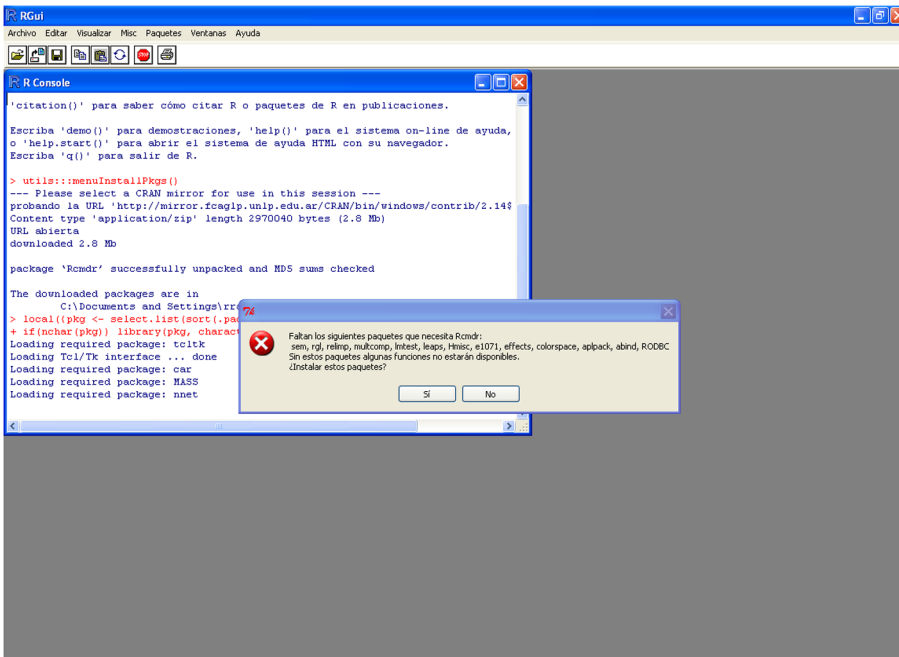 RGui
Archivo Editar Visualizar Misc Paquetes Ventanas Ayuda
STOP
R Console
'citation()' para saber cómo citar R o paquetes de R en publicaciones.
Escriba 'demo()' para demostraciones, 'help()' para el sistema on-line de ayuda,
o 'help.start()' para abrir el sistema de ayuda HTML con su navegador.
Escriba 'q()' para salir de R.
> utils:::menuInstallPkgs()
--- Please select a CRAN mirror for use in this session ---
probando la URL 'http://mirror.fcaglp.unlp.edu.ar/CRAN/bin/windows/contrib/2.14$
Content type 'application/zip' length 2970040 bytes (2.8 Mb)
URL abierta
downloaded 2.8 Mb
package ‘Rcmdr’ successfully unpacked and MD5 sums checked
The downloaded packages are in
C:\Documents and Settings\rro
> local({pkg <- select.list(sort(.pac
+ if(nchar(pkg)) library(pkg, charact
Loading required package: tcltk
Loading Tcl/Tk interface ... done
Loading required package: car
Loading required package: MASS
Loading required package: nnet
Faltan los siguientes paquetes que necesita Rcmdr:
sem, rgl, relimp, multcomp, lmtest, leaps, Hmisc, e1071, effects, colorspace, aplpack, abind, RODBC
Sin estos paquetes algunas funciones no estarán disponibles.
¿Instalar estos paquetes?
Sí No